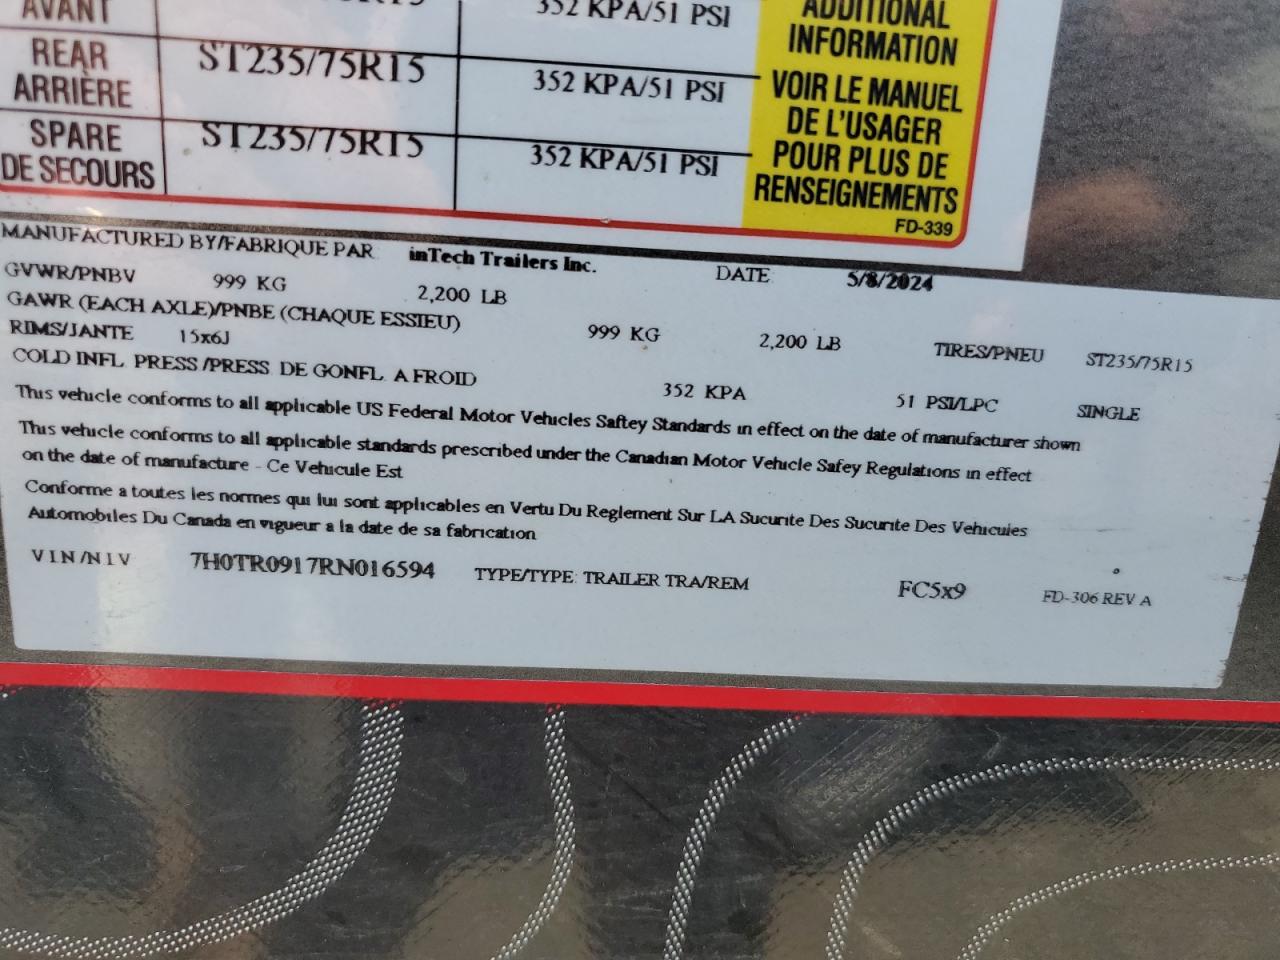 AVANT 352 KPA/51 PSI ADDITIONAL
INFORMATION
REAR ST235/75R15 352 KPA/51 PSI VOIR LE MANUEL
ARRIÈRE DE L'USAGER
SPARE ST235/75R15 352 KPA/51 PSI POUR PLUS DE
DE SECOURS RENSEIGNEMENTS
FD-339
MANUFACTURED BY/FABRIQUE PAR inTech Trailers Inc. DATE 5/8/2024
GVWR/PNBV 999 KG 2,200 LB
GAWR (EACH AXLE)/PNBE (CHAQUE ESSIEU) 999 KG 2,200 LB TIRES/PNEU ST235/75R15
RIMS/JANTE 15x6J
COLD INFL PRESS /PRESS DE GONFL A FROID 352 KPA 51 PSI/LPC SINGLE
This vehicle conforms to all applicable US Federal Motor Vehicles Saftey Standards in effect on the date of manufacturer shown
This vehicle conforms to all applicable standards prescribed under the Canadian Motor Vehicle Safey Regulations in effect
on the date of manufacture - Ce Vehicule Est
Conforme a toutes les normes qui lui sont applicables en Vertu Du Reglement Sur LA Sucurite Des Sucurite Des Vehicuies
Automobiles Du Canada en vigueur a la date de sa fabrication
VIN/NIV 7H0TR0917RN016594 TYPE/TYPE: TRAILER TRA/REM FC5x9 FD-306 REV A